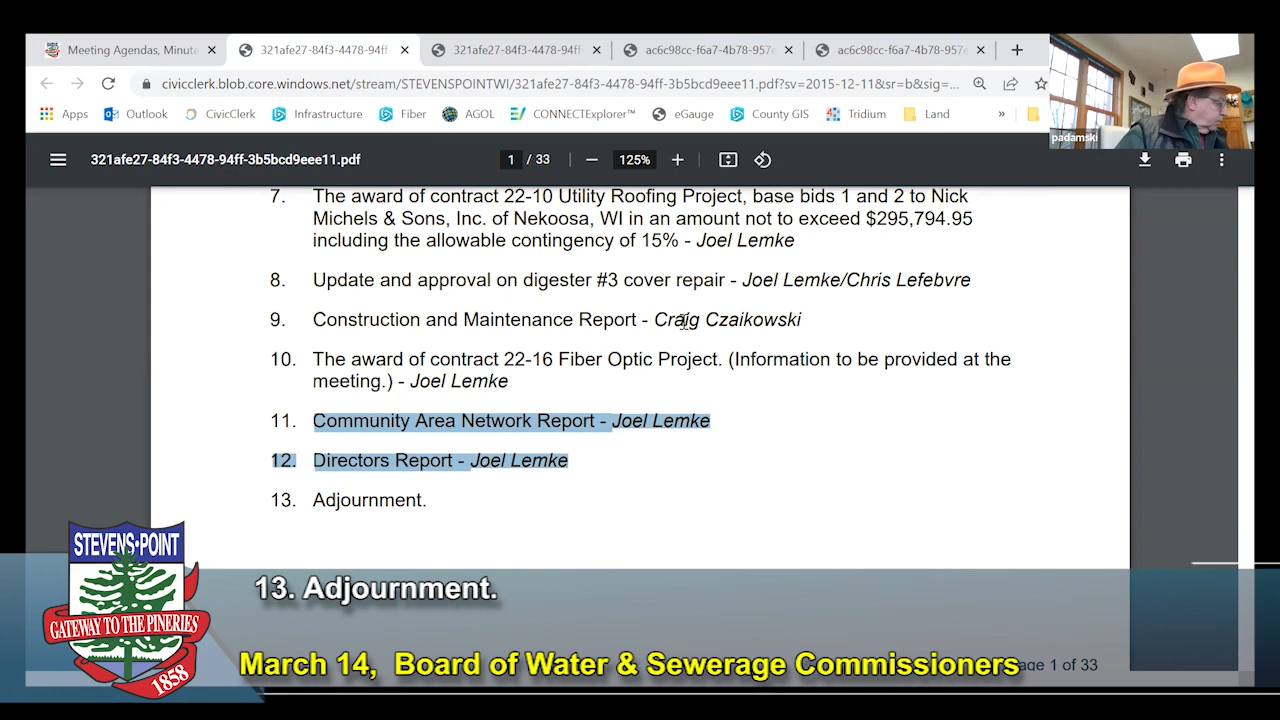 Meeting Agendas, Minute
321afe27-84f3-4478-94ff
321afe27-84f3-4478-94ff
ac6c98cc-f6a7-4b78-957e
ac6c98cc-f6a7-4b78-957e
civicclerk.blob.core.windows.net/stream/STEVENSPOINTWI/321afe27-84f3-4478-94ff-3b5bcd9eee11.pdf?sv=2015-12-11&sr=b&sig=...
Apps Outlook CivicClerk Infrastructure Fiber AGOL CONNECTExplorer™ eGauge County GIS Tridium Land »
padamski
321afe27-84f3-4478-94ff-3b5bcd9eee11.pdf 1 / 33 125%
7. The award of contract 22-10 Utility Roofing Project, base bids 1 and 2 to Nick
Michels & Sons, Inc. of Nekoosa, WI in an amount not to exceed $295,794.95
including the allowable contingency of 15% - Joel Lemke
8. Update and approval on digester #3 cover repair - Joel Lemke/Chris Lefebvre
9. Construction and Maintenance Report - Craig Czaikowski
10. The award of contract 22-16 Fiber Optic Project. (Information to be provided at the
meeting.) - Joel Lemke
11. Community Area Network Report - Joel Lemke
12. Directors Report - Joel Lemke
13. Adjournment.
STEVENS·POINT
GATEWAY TO THE PINERIES
1858
13. Adjournment.
March 14, Board of Water & Sewerage Commissioners
age 1 of 33